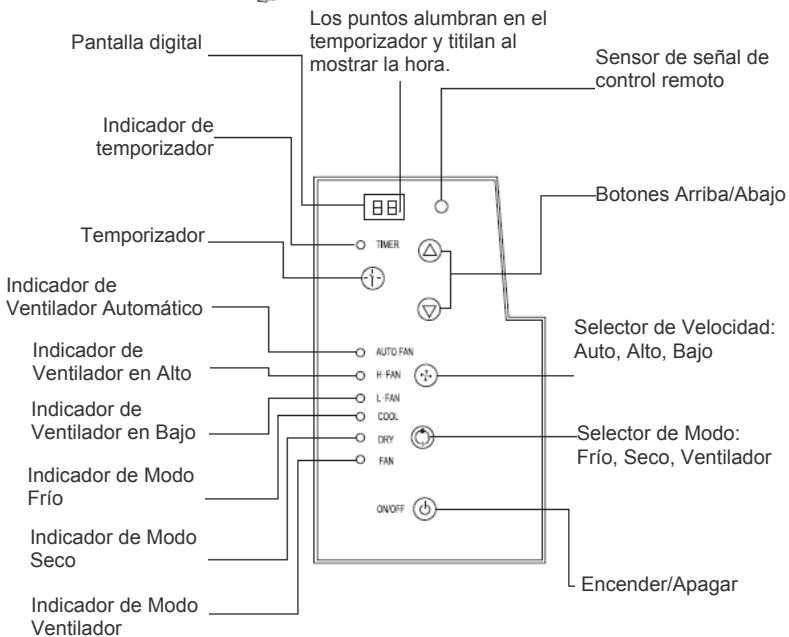 Los puntos alumbran en el
temporizador y titilan al
mostrar la hora.
Pantalla digital
Sensor de señal de
control remoto
Indicador de
temporizador
Botones Arriba/Abajo
88
Temporizador
TIMER
Indicador de
Ventilador Automático
AUTO FAN
Selector de Velocidad:
Auto, Alto, Bajo
Indicador de
Ventilador en Alto
H-FAN
L-FAN
Indicador de
Ventilador en Bajo
COOL
DRY
Selector de Modo:
Frío, Seco, Ventilador
FAN
Indicador de Modo
Frío
ON/OFF
Indicador de Modo
Seco
Encender/Apagar
Indicador de Modo
Ventilador